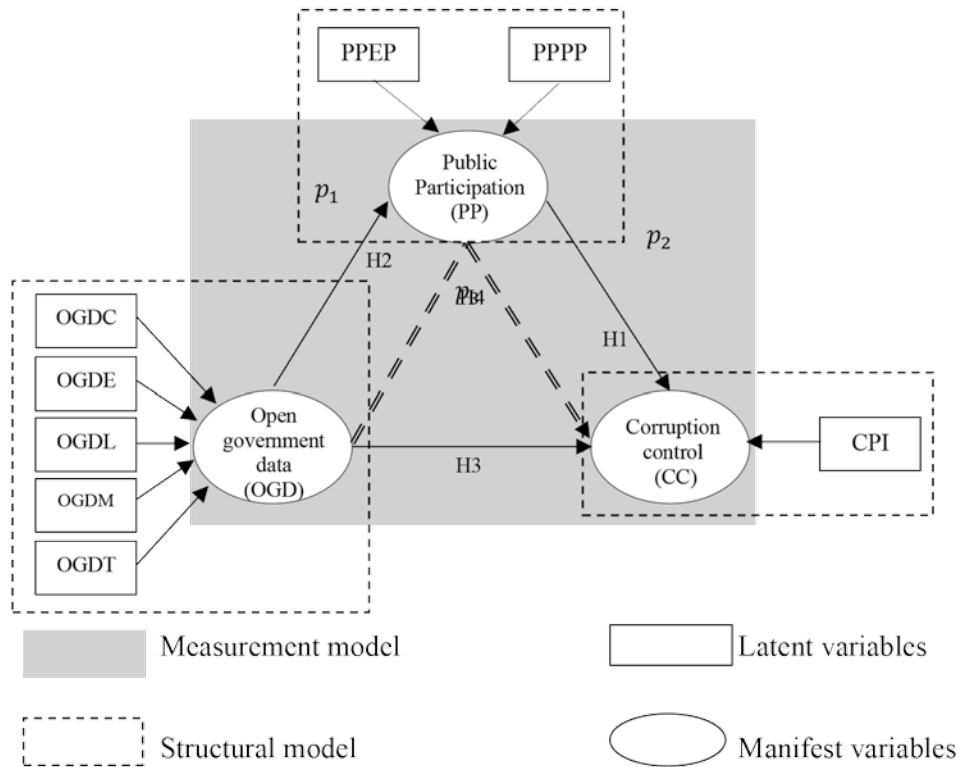 PPEP
PPPP
Public
Participation
(PP)
p₁
p₂
H2
H1
OGDC
OGDE
OGDL
OGDM
OGDT
Open
government
data
(OGD)
H3
Corruption
control
(CC)
CPI
Measurement model
Latent variables
Structural model
Manifest variables